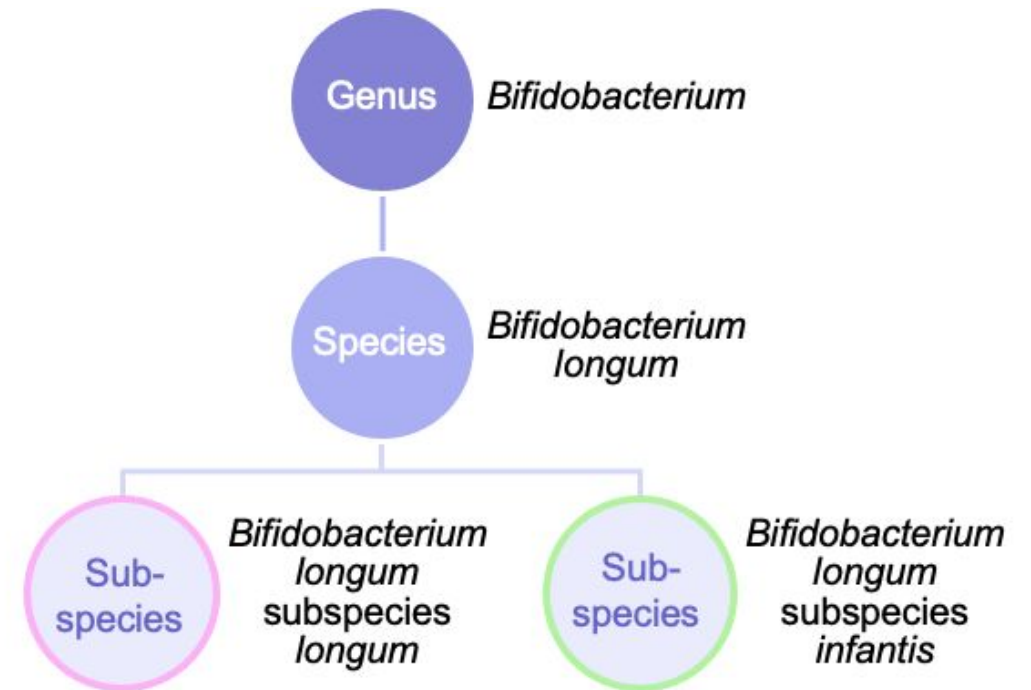 Genus
Bifidobacterium
Species
Bifidobacterium
longum
Sub-
species
Bifidobacterium
longum
subspecies
longum
Sub-
species
Bifidobacterium
longum
subspecies
infantis